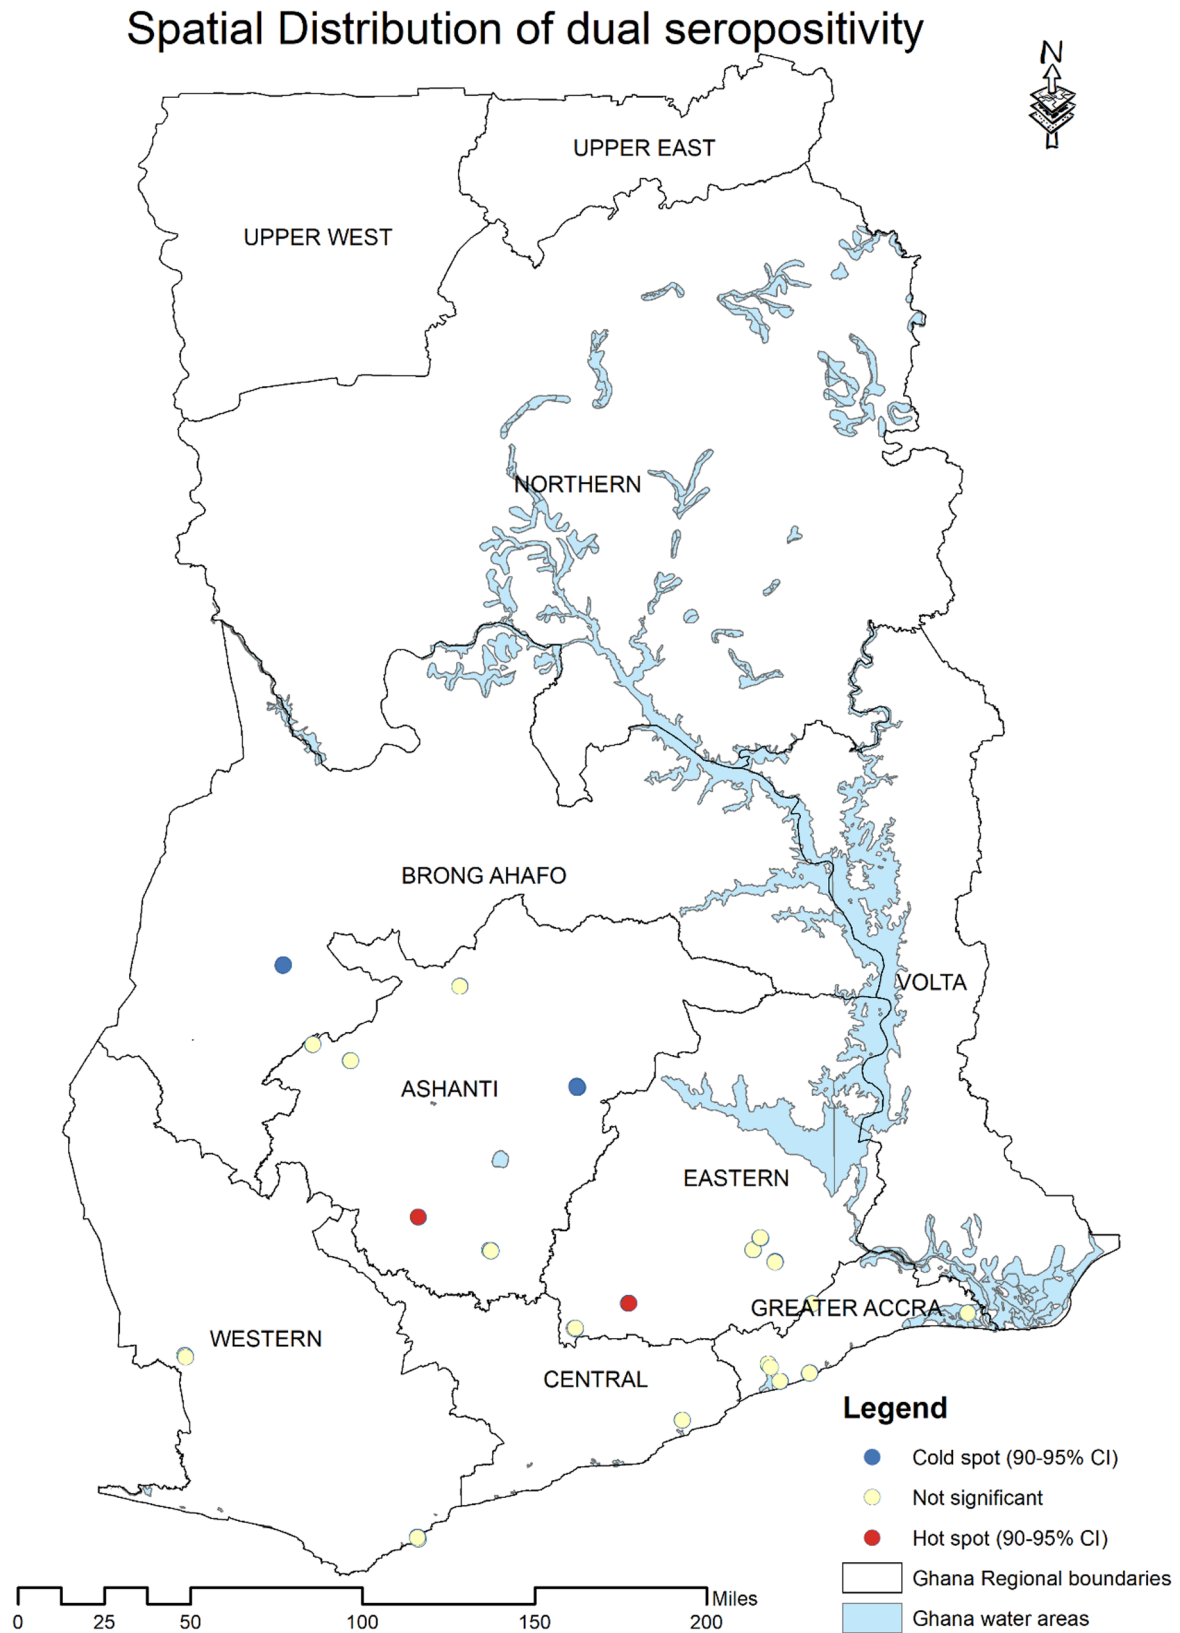 Spatial Distribution of dual seropositivity
N
UPPER EAST
UPPER WEST
NORTHERN
BRONG AHAFO
VOLTA
ASHANTI
EASTERN
GREATER ACCRA
WESTERN
CENTRAL
Legend
Cold spot (90-95% CI)
Not significant
Hot spot (90-95% CI)
Ghana Regional boundaries
Ghana water areas
Miles
0 25 50 100 150 200